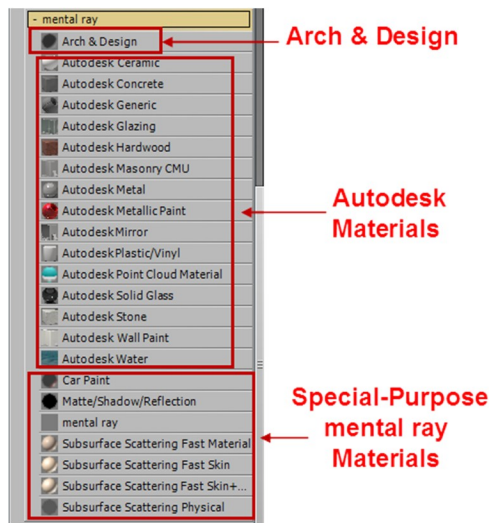 - mental ray
Arch & Design
Autodesk Ceramic
Autodesk Concrete
Autodesk Generic
Autodesk Glazing
Autodesk Hardwood
Autodesk Masonry CMU
Autodesk Metal
Autodesk Metallic Paint
Autodesk Mirror
Autodesk Plastic/Vinyl
Autodesk Point Cloud Material
Autodesk Solid Glass
Autodesk Stone
Autodesk Wall Paint
Autodesk Water
Car Paint
Matte/Shadow/Reflection
mental ray
Subsurface Scattering Fast Material
Subsurface Scattering Fast Skin
Subsurface Scattering Fast Skin+...
Subsurface Scattering Physical
Arch & Design
Autodesk
Materials
Special-Purpose
mental ray
Materials